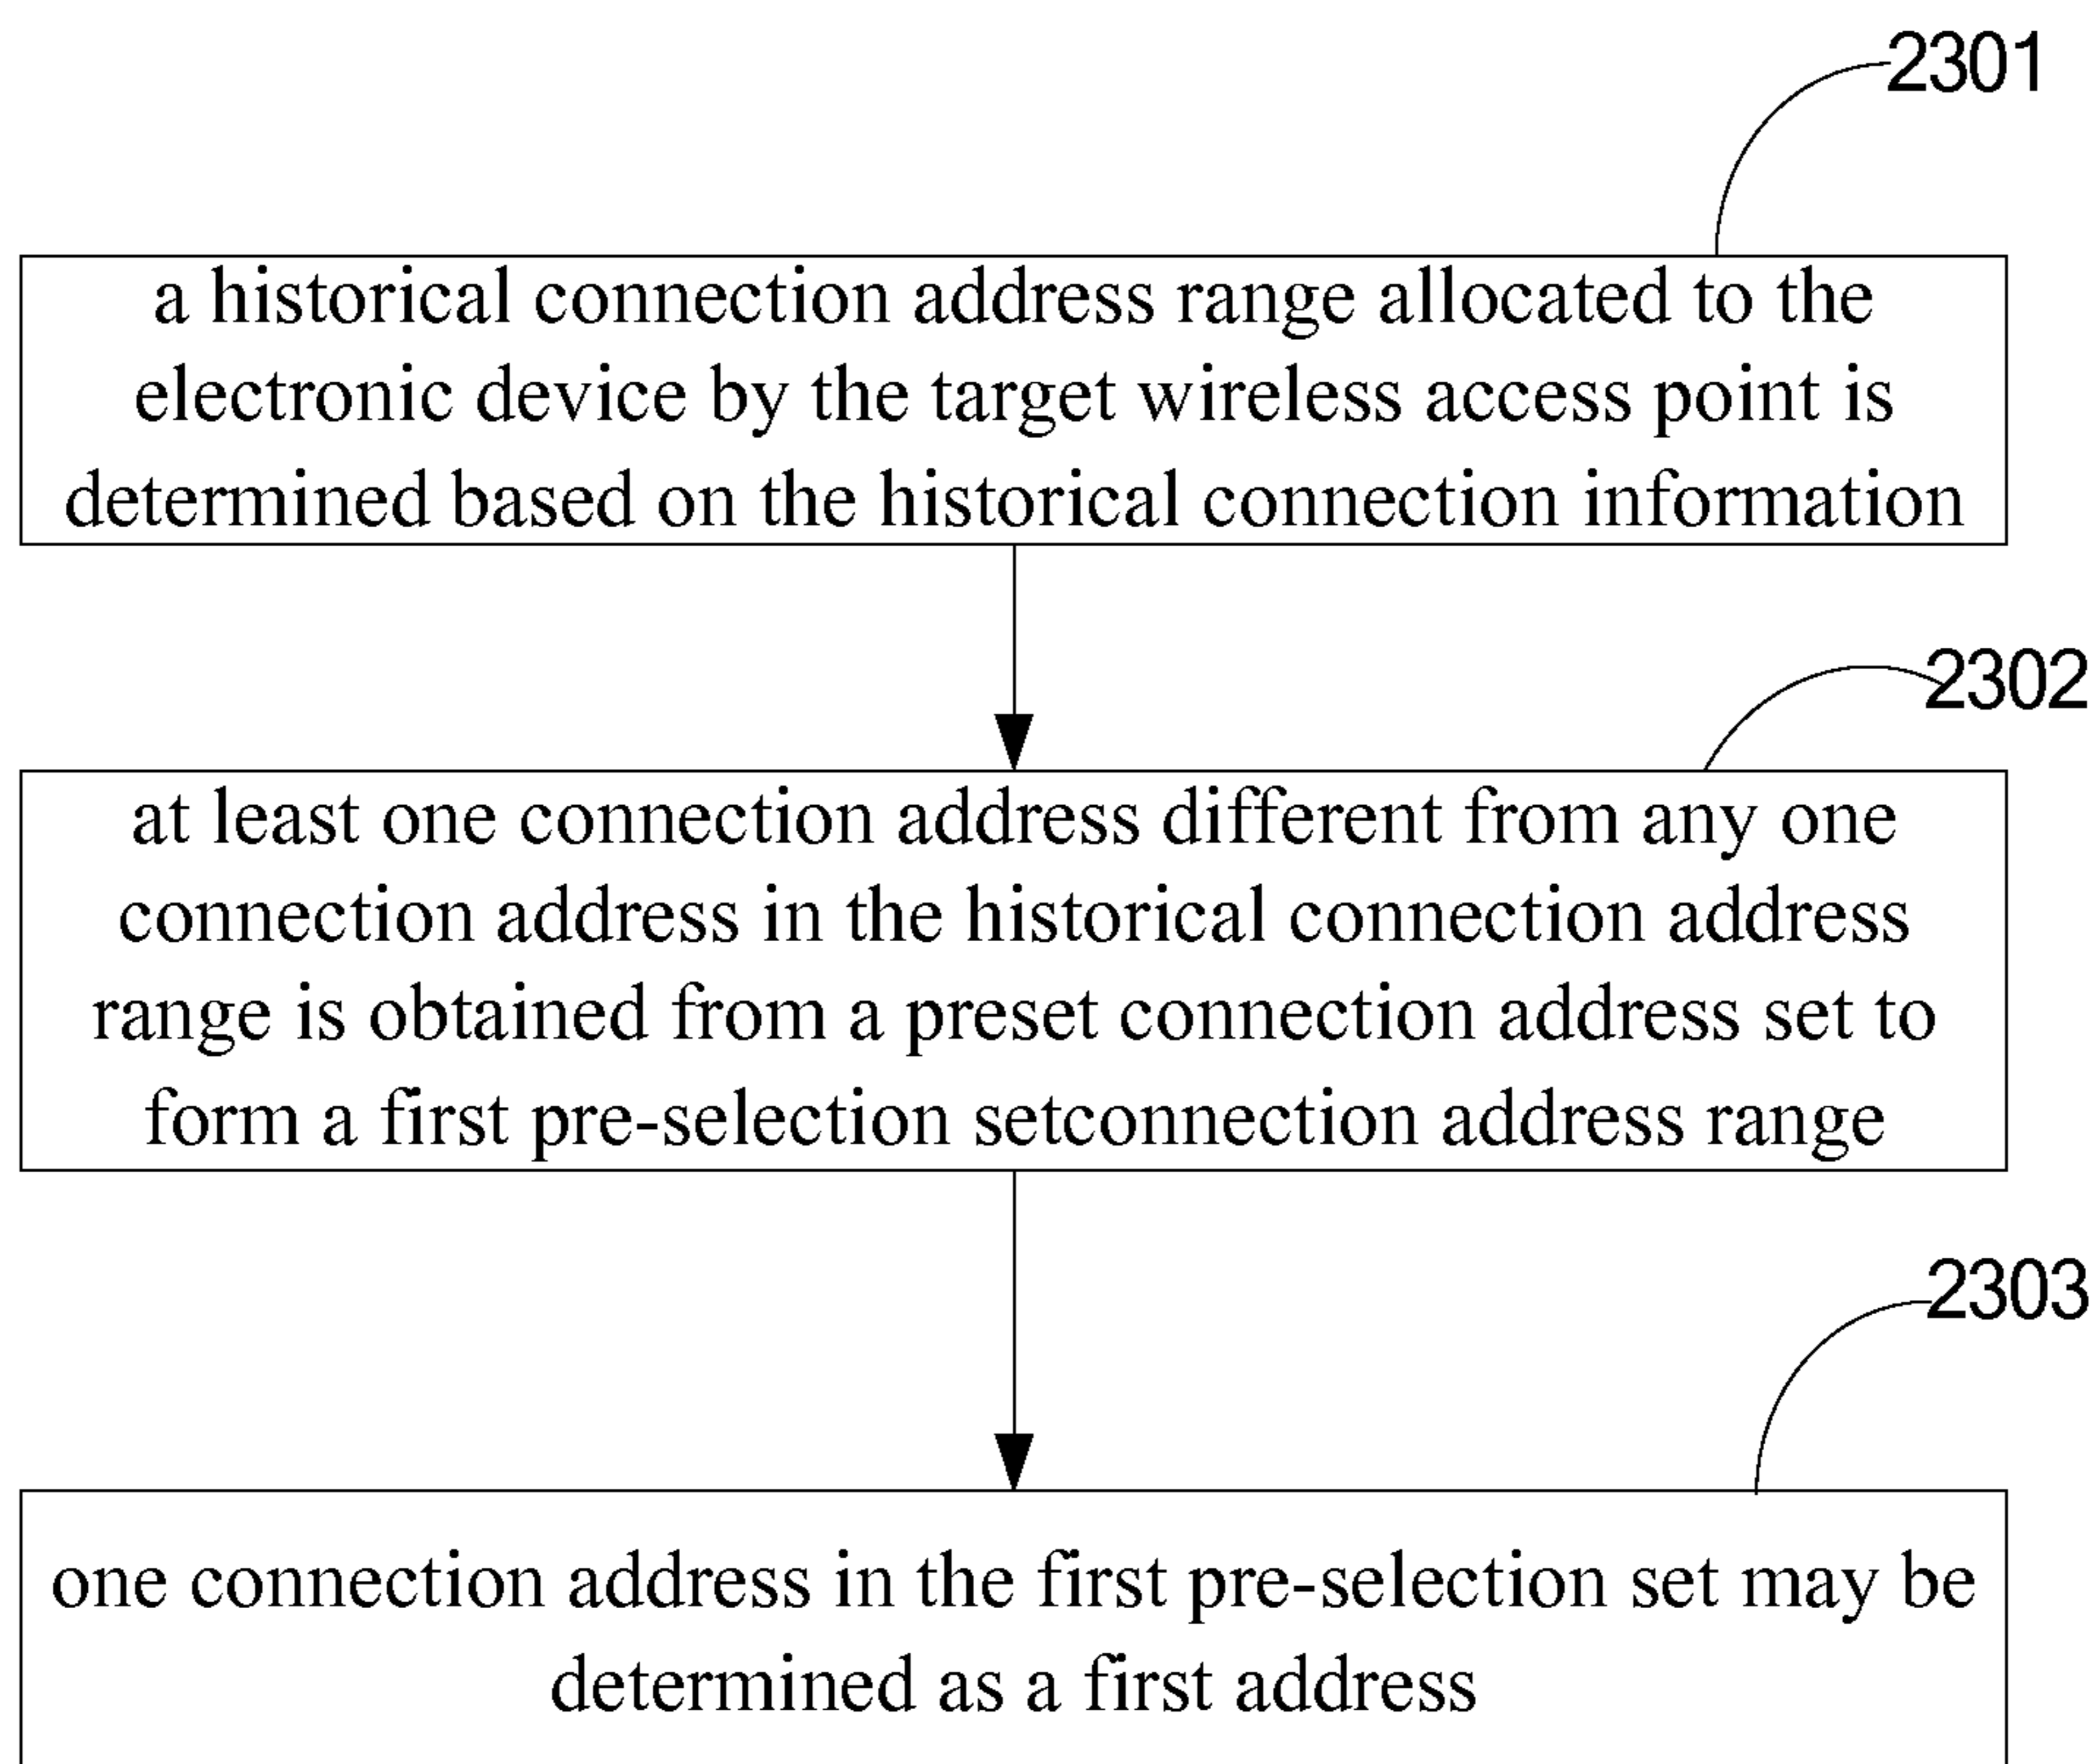 2301
a historical connection address range allocated to the
electronic device by the target wireless access point is
determined based on the historical connection information
2302
at least one connection address different from any one
connection address in the historical connection address
range is obtained from a preset connection address set to
form a first pre-selection setconnection address range
2303
one connection address in the first pre-selection set may be
determined as a first address